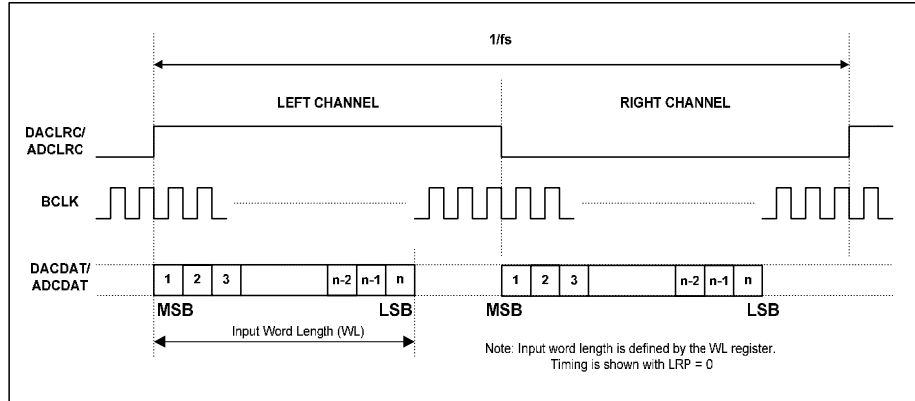 1/fs
LEFT CHANNEL
RIGHT CHANNEL
DACLRC/
ADCLRC
BCLK
DACDAT/
ADCDAT
1 2 3 n-2 n-1 n
1 2 3 n-2 n-1 n
MSB LSB
MSB LSB
Input Word Length (WL)
Note: Input word length is defined by the WL register.
Timing is shown with LRP = 0